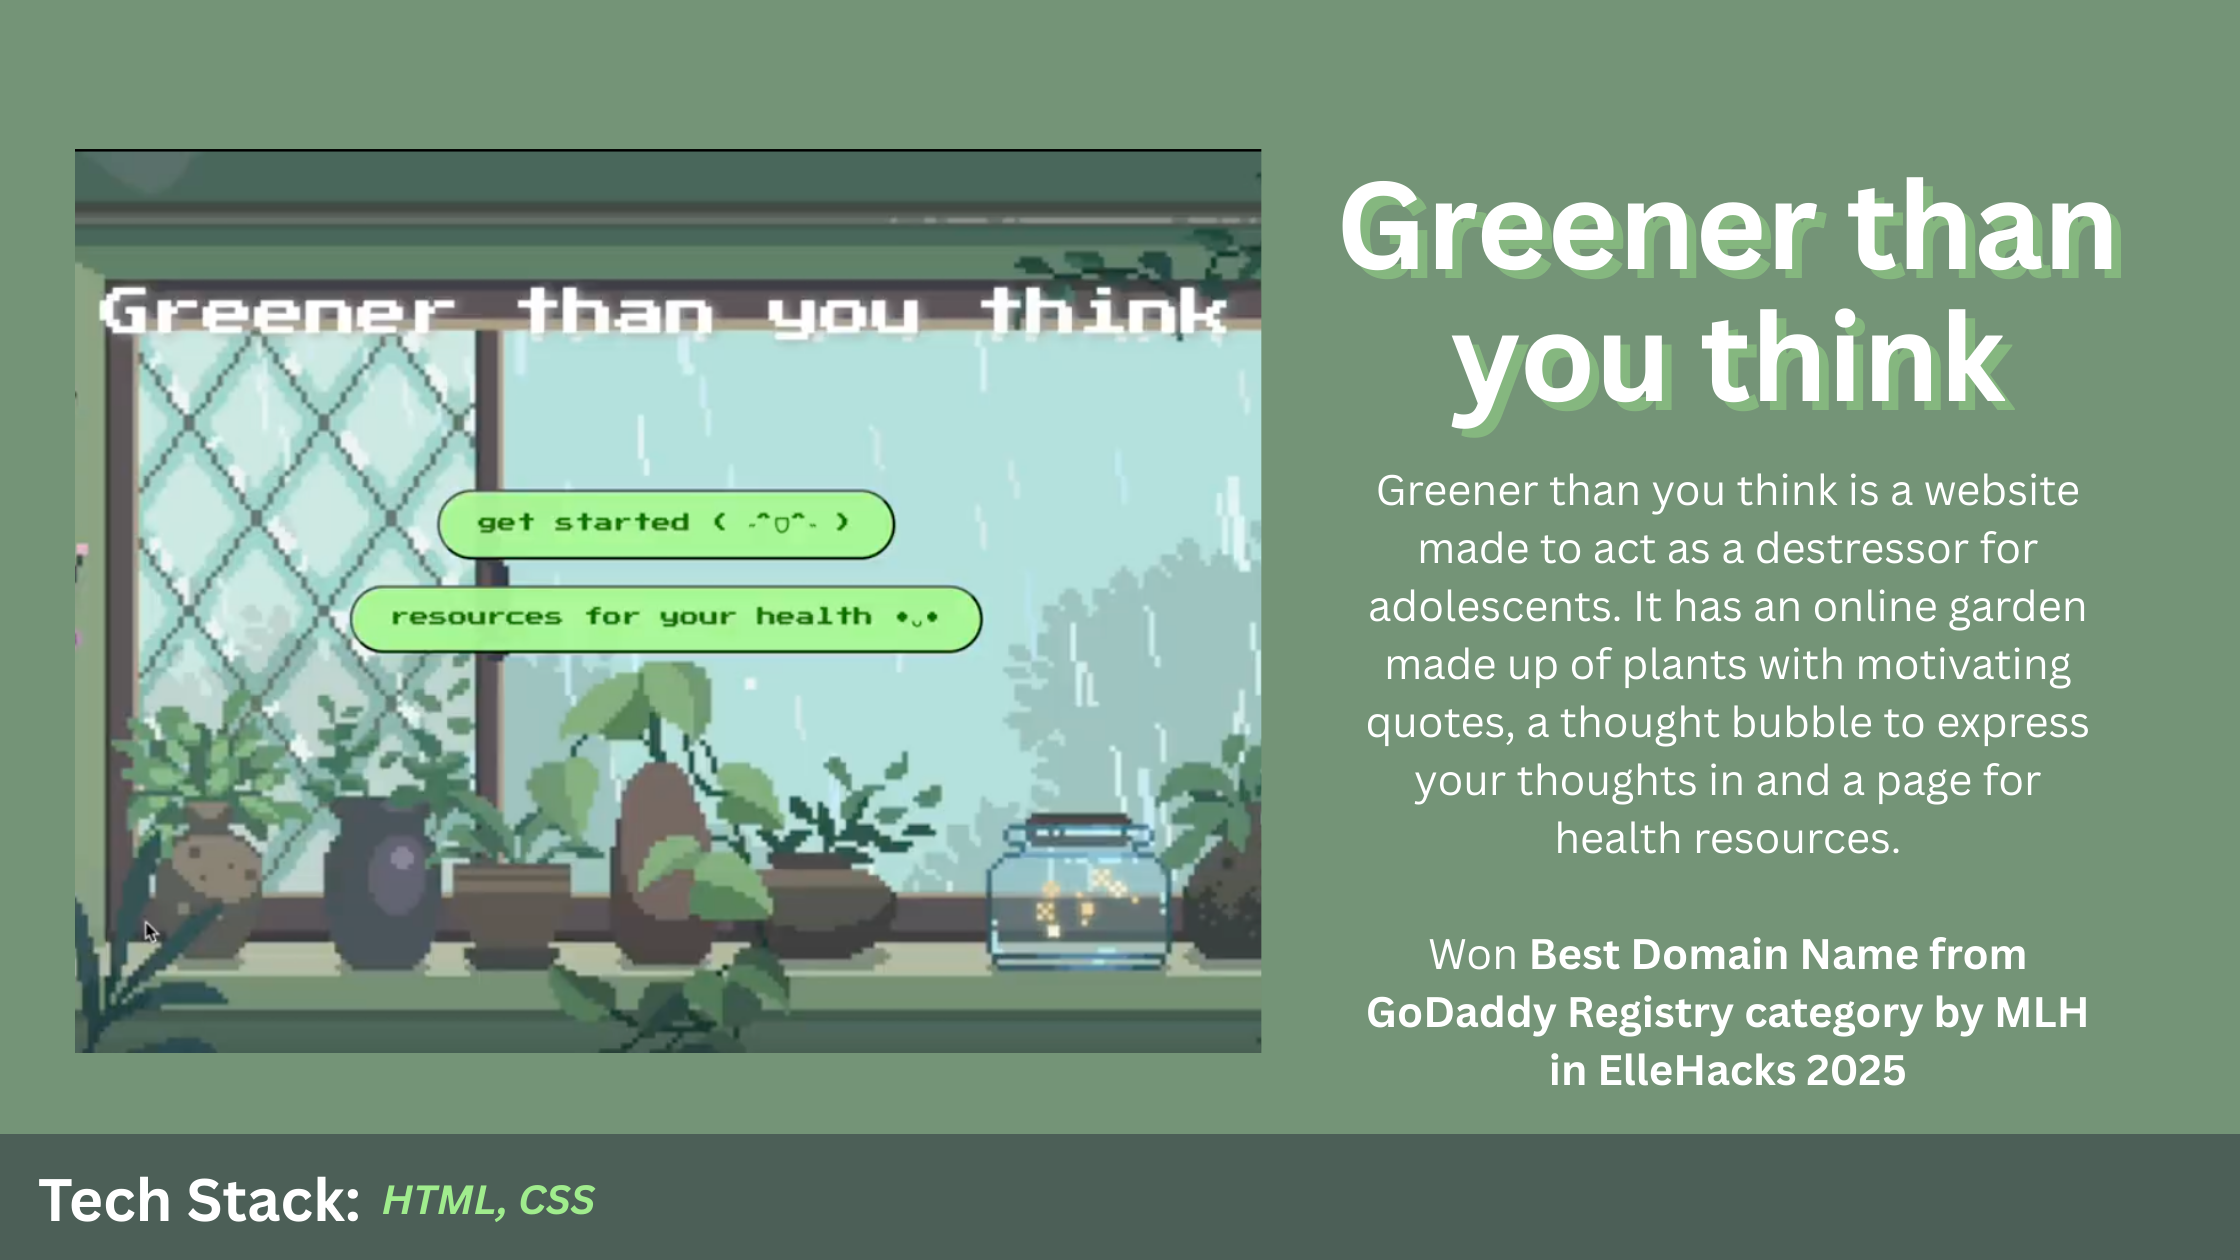 Greener than you think
get started ( ˶ᵔᗜᵔ˶ )
resources for your health •ᴗ•
Greener than
you think
Greener than you think is a website
made to act as a destressor for
adolescents. It has an online garden
made up of plants with motivating
quotes, a thought bubble to express
your thoughts in and a page for
health resources.
Won Best Domain Name from
GoDaddy Registry category by MLH
in ElleHacks 2025
Tech Stack: HTML, CSS